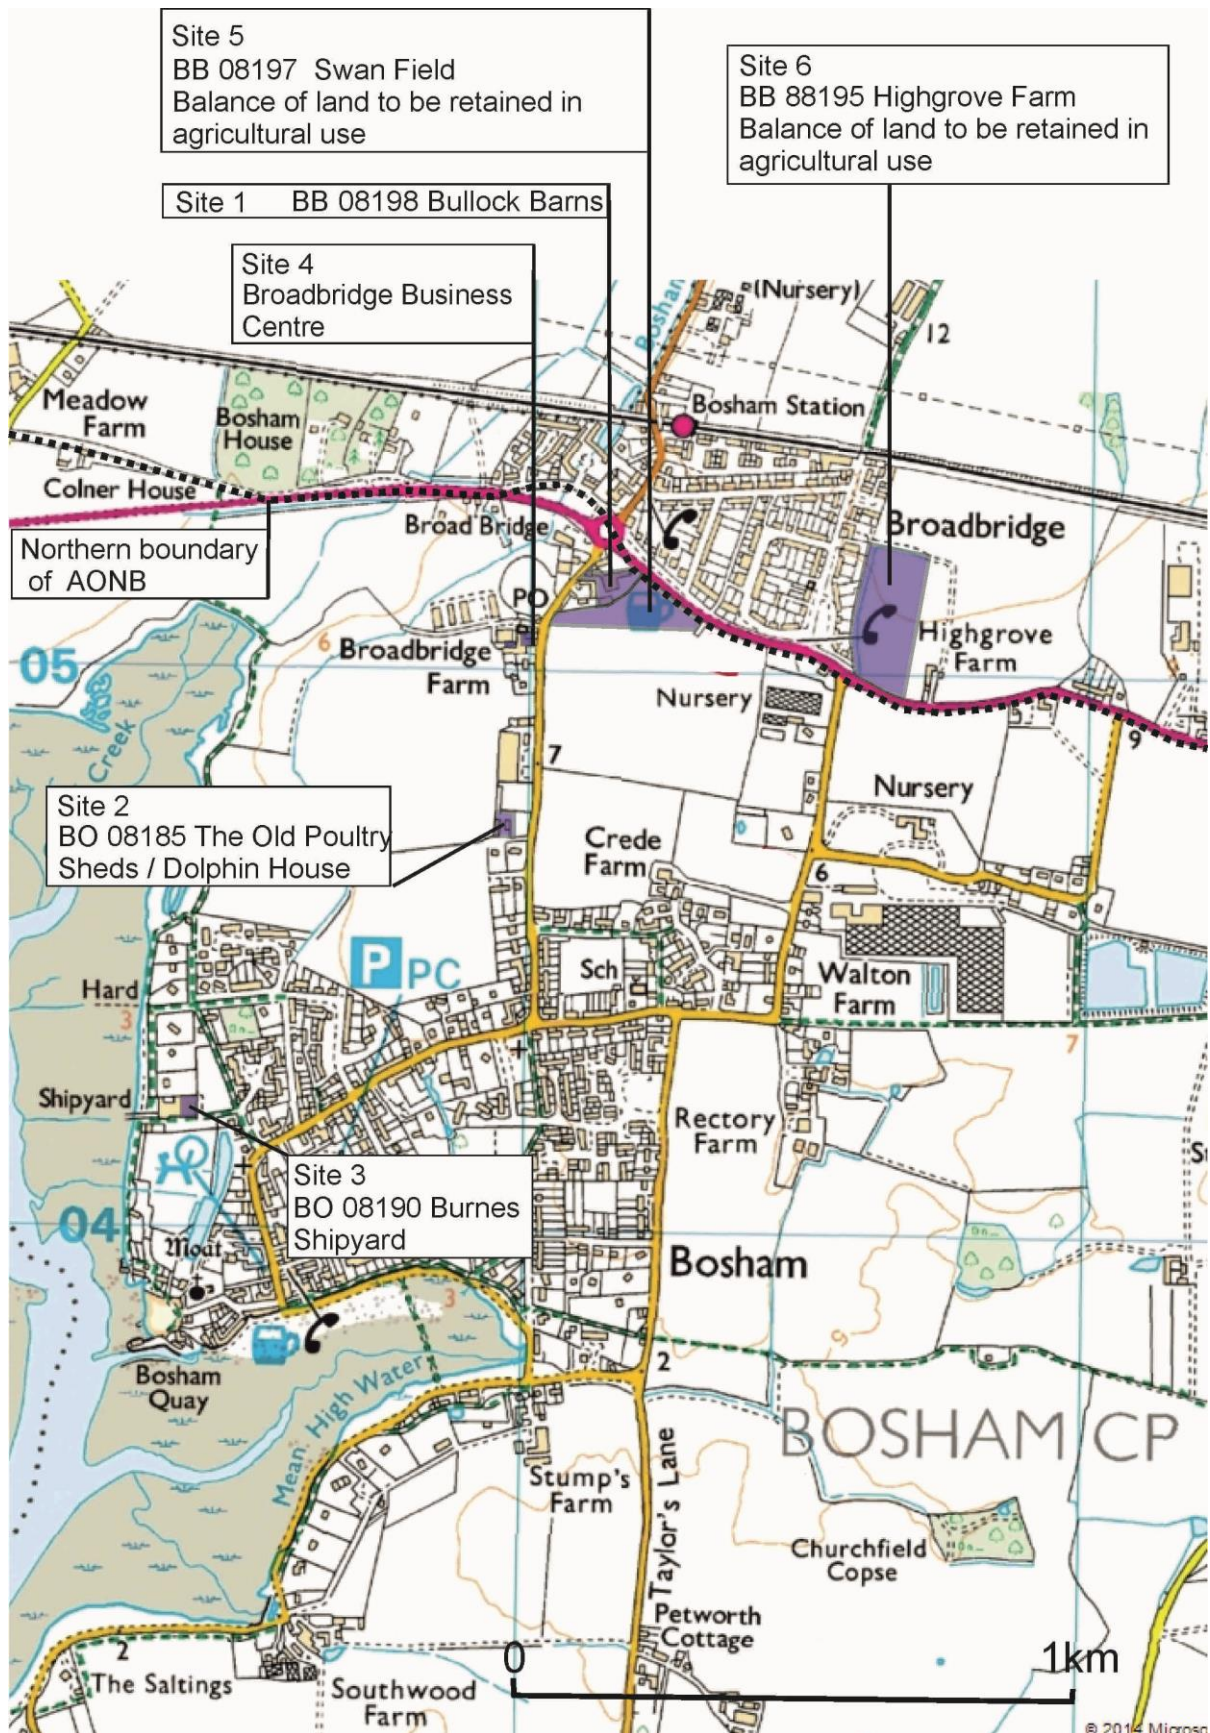 Site 5
BB 08197 Swan Field
Balance of land to be retained in
agricultural use
Site 6
BB 88195 Highgrove Farm
Balance of land to be retained in
agricultural use
Site 1 BB 08198 Bullock Barns
Site 4
Broadbridge Business
Centre
(Nursery)
Bosham
12
Meadow
Farm
Bosham
House
Bosham Station
Colner House
Broad Bridge
Broadbridge
Northern boundary
of AONB
PO
05
6
Broadbridge
Farm
Highgrove
Farm
Nursery
Creek
7
9
Nursery
Site 2
BO 08185 The Old Poultry
Sheds / Dolphin House
Crede
Farm
6
P PC
Sch
Walton
Farm
Hard
3
7
Shipyard
Rectory
Farm
Site 3
BO 08190 Burnes
Shipyard
04
Moat
Bosham
3
5
Bosham
Quay
2
Mean High Water
BOSHAM CP
Stump's
Farm
Taylor's Lane
Churchfield
Copse
Petworth
Cottage
0 1km
2
The Saltings
Southwood
Farm